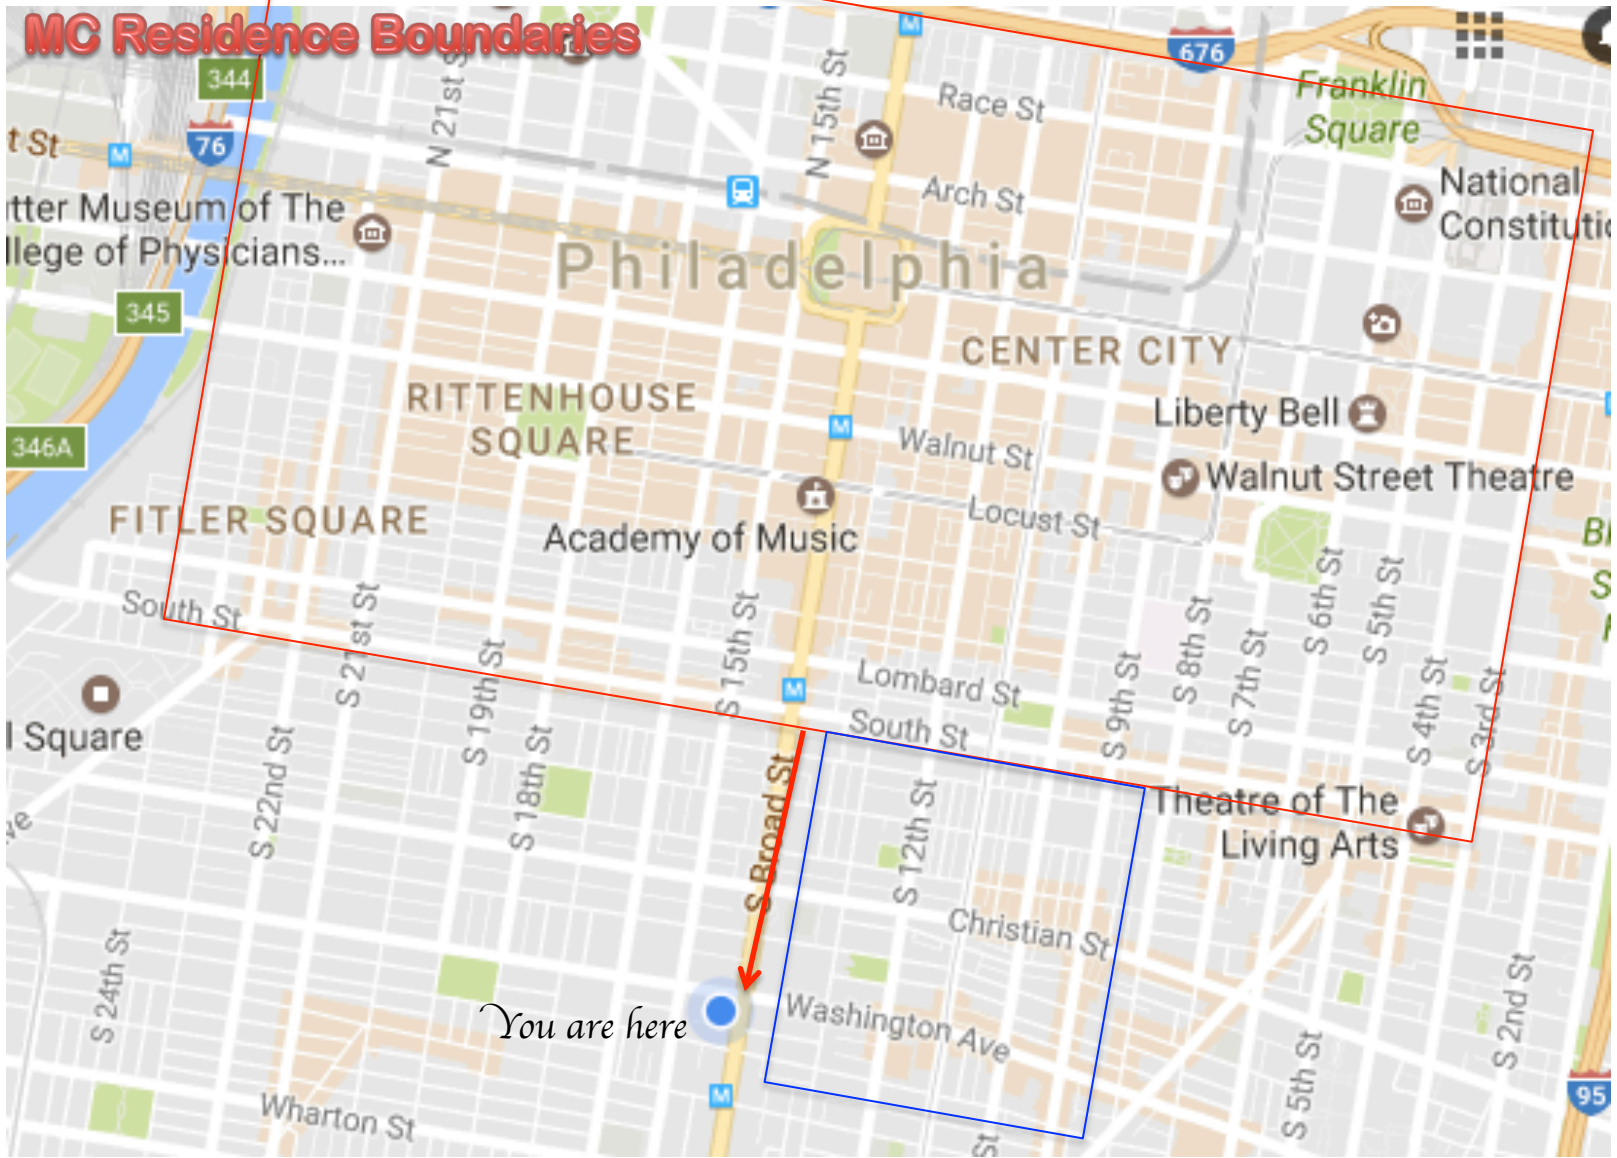 MC Residence Boundaries
344
676
Franklin
Square
N 21st S
N 15th St
Race St
t St
76
Arch St
National
Constitutio
utter Museum of The
llege of Physicians...
Philadelphia
345
CENTER CITY
RITTENHOUSE
SQUARE
Liberty Bell
346A
Walnut St
Walnut Street Theatre
Locust St
FITLER SQUARE
Academy of Music
South St
S 21st St
S 15th St
S 6th St
S 5th St
S 8th St
S 7th St
Lombard St
S 9th St
S 19th St
S 4th St
S 3rd St
l Square
South St
S 22nd St
S 18th St
S Broad St
S 12th St
Theatre of The
Living Arts
Christian St
S 24th St
You are here
Washington Ave
S 2nd St
S 5th St
95
Wharton St
St